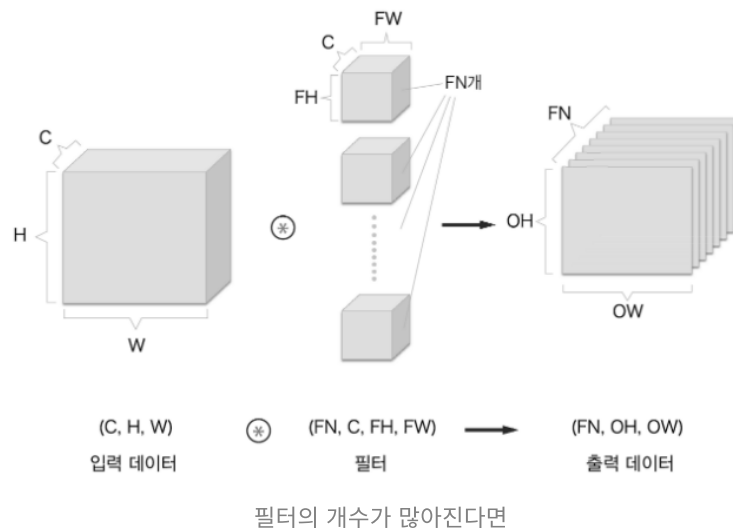 FW
C
FH
FN개
FN
C
H
OH
W
OW
(C, H, W)
(FN, C, FH, FW)
(FN, OH, OW)
입력 데이터
필터
출력 데이터
필터의 개수가 많아진다면